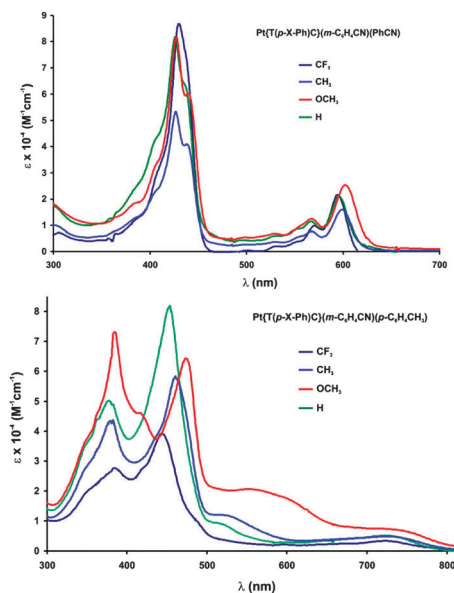 Pt{T(p-X-Ph)C}(m-C₆H₄CN)(PhCN)
CF₃
CH₃
OCH₃
H
ε x 10⁻⁴ (M⁻¹cm⁻¹)
9
8
7
6
5
4
3
2
1
0
300 400 500 600 700
λ (nm)
Pt{T(p-X-Ph)C}(m-C₆H₄CN)(p-C₆H₄CH₃)
CF₃
CH₃
OCH₃
H
ε x 10⁻⁴ (M⁻¹cm⁻¹)
9
8
7
6
5
4
3
2
1
0
300 400 500 600 700 800
λ (nm)